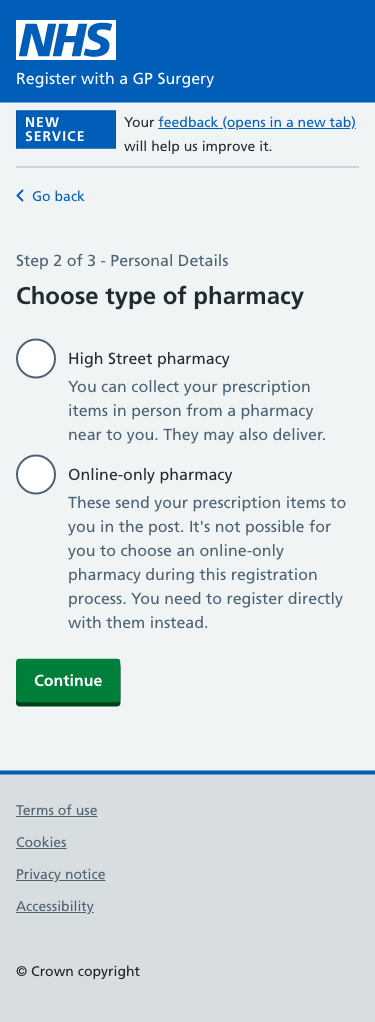 NHS
Register with a GP Surgery
NEW
SERVICE
Your feedback (opens in a new tab)
will help us improve it.
Go back
Step 2 of 3 - Personal Details
Choose type of pharmacy
High Street pharmacy
You can collect your prescription
items in person from a pharmacy
near to you. They may also deliver.
Online-only pharmacy
These send your prescription items to
you in the post. It's not possible for
you to choose an online-only
pharmacy during this registration
process. You need to register directly
with them instead.
Continue
Terms of use
Cookies
Privacy notice
Accessibility
© Crown copyright